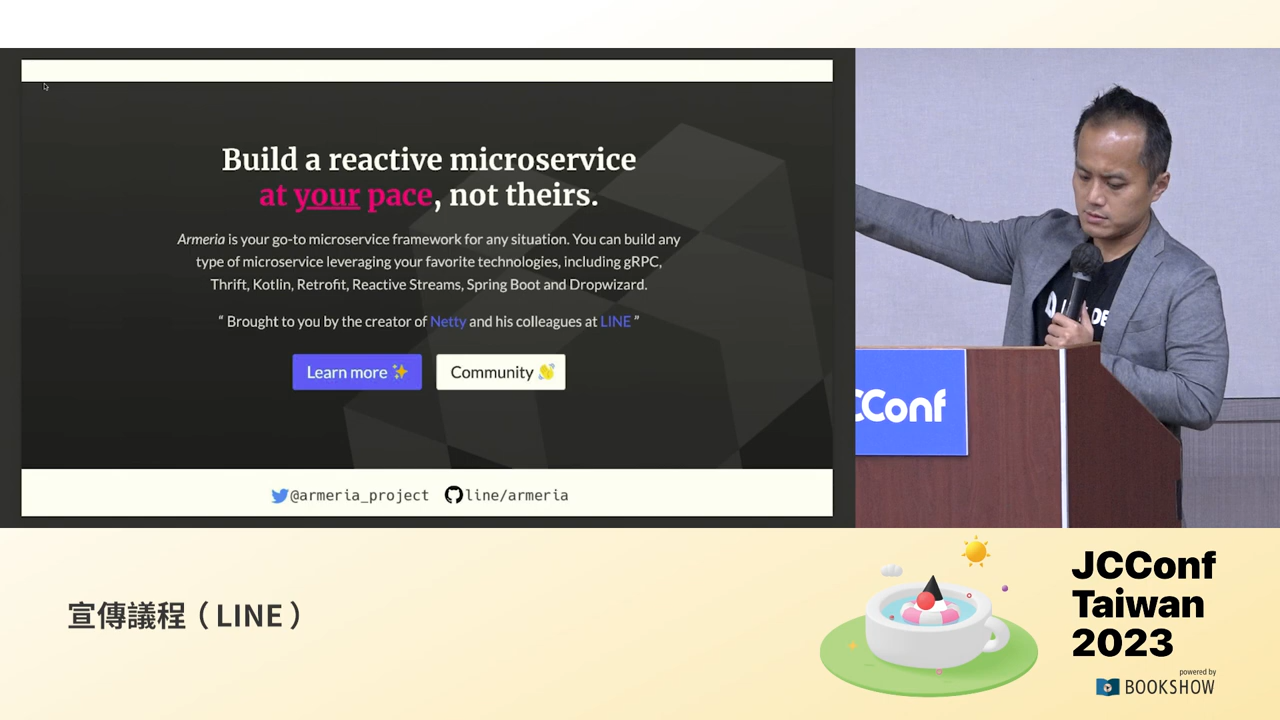 Build a reactive microservice
at your pace, not theirs.
Armeria is your go-to microservice framework for any situation. You can build any
type of microservice leveraging your favorite technologies, including gRPC,
Thrift, Kotlin, Retrofit, Reactive Streams, Spring Boot and Dropwizard.
“ Brought to you by the creator of Netty and his colleagues at LINE ”
Learn more ✨
Community 👋
@armeria_project line/armeria
CConf
宣傳議程（LINE）
JCConf
Taiwan
2023
powered by
BOOKSHOW